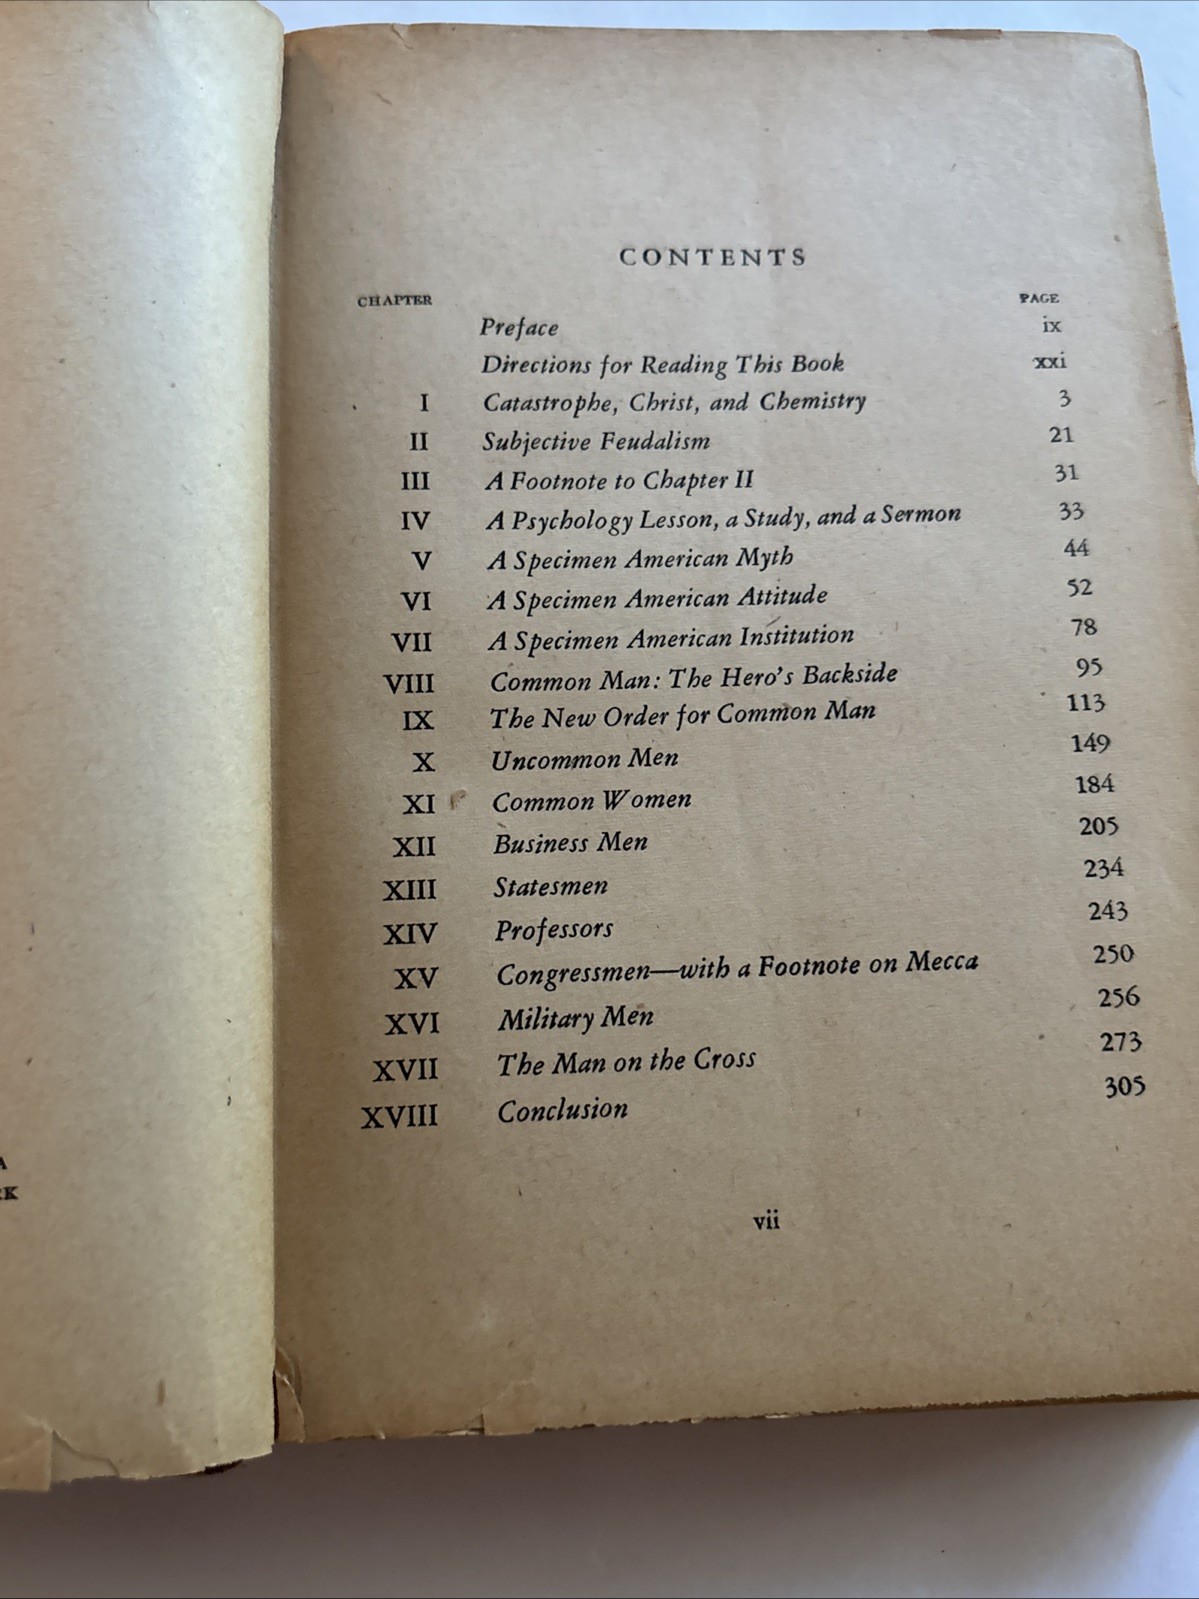 CONTENTS
CHAPTER PAGE
Preface ix
Directions for Reading This Book xxi
I Catastrophe, Christ, and Chemistry 3
II Subjective Feudalism 21
III A Footnote to Chapter II 31
IV A Psychology Lesson, a Study, and a Sermon 33
V A Specimen American Myth 44
VI A Specimen American Attitude 52
VII A Specimen American Institution 78
VIII Common Man: The Hero's Backside 95
IX The New Order for Common Man 113
X Uncommon Men 149
XI Common Women 184
XII Business Men 205
XIII Statesmen 234
XIV Professors 243
XV Congressmen—with a Footnote on Mecca 250
XVI Military Men 256
XVII The Man on the Cross 273
XVIII Conclusion 305
vii